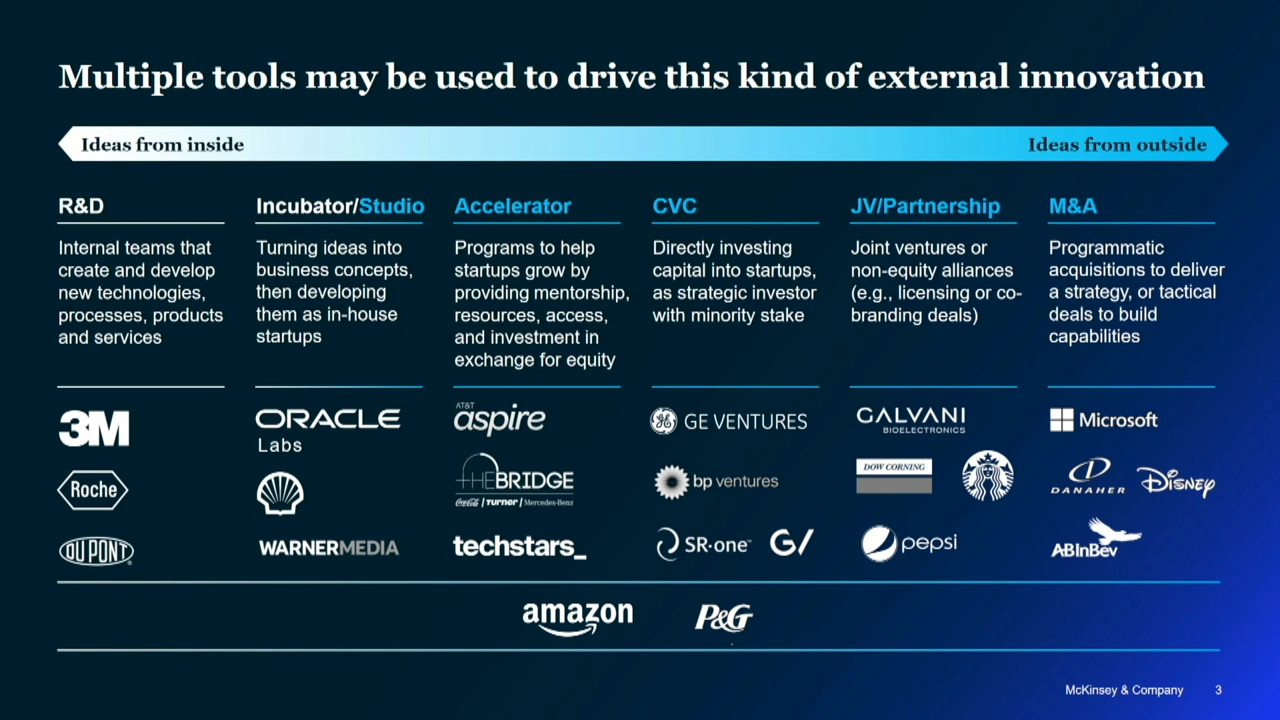 Multiple tools may be used to drive this kind of external innovation
Ideas from inside
Ideas from outside
R&D
Internal teams that
create and develop
new technologies,
processes, products
and services
3M
Roche
DU PONT
Incubator/Studio
Turning ideas into
business concepts,
then developing
them as in-house
startups
ORACLE
Labs
WARNERMEDIA
Accelerator
Programs to help
startups grow by
providing mentorship,
resources, access,
and investment in
exchange for equity
AT&T
aspire
THEBRIDGE
Coca-Cola | Turner | Mercedes-Benz
techstars_
CVC
Directly investing
capital into startups,
as strategic investor
with minority stake
GE VENTURES
bp ventures
SR·one™ G/
JV/Partnership
Joint ventures or
non-equity alliances
(e.g., licensing or co-
branding deals)
GALVANI
BIOELECTRONICS
DOW CORNING
pepsi
M&A
Programmatic
acquisitions to deliver
a strategy, or tactical
deals to build
capabilities
Microsoft
DANAHER DISNEY
ABInBev
amazon P&G
McKinsey & Company 3